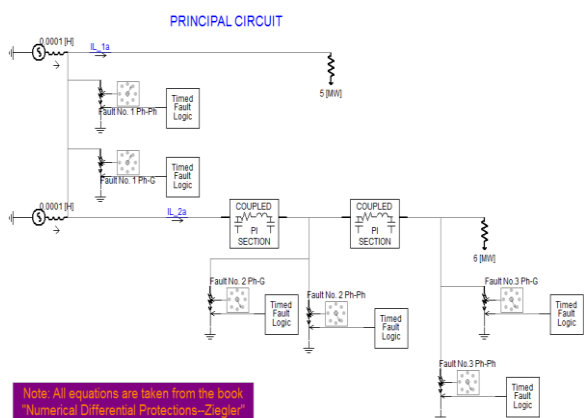 PRINCIPAL CIRCUIT
0.0001 [H]
IL_1a
5 [MW]
Fault No. 1 Ph-Ph
Timed
Fault
Logic
Fault No. 1 Ph-G
Timed
Fault
Logic
0.0001 [H]
IL_2a
COUPLED
PI
SECTION
COUPLED
PI
SECTION
6 [MW]
Fault No. 2 Ph-G
Timed
Fault
Logic
Fault No. 2 Ph-Ph
Timed
Fault
Logic
Fault No.3 Ph-G
Timed
Fault
Logic
Fault No.3 Ph-Ph
Timed
Fault
Logic
Note: All equations are taken from the book
"Numerical Differential Protections--Ziegler"